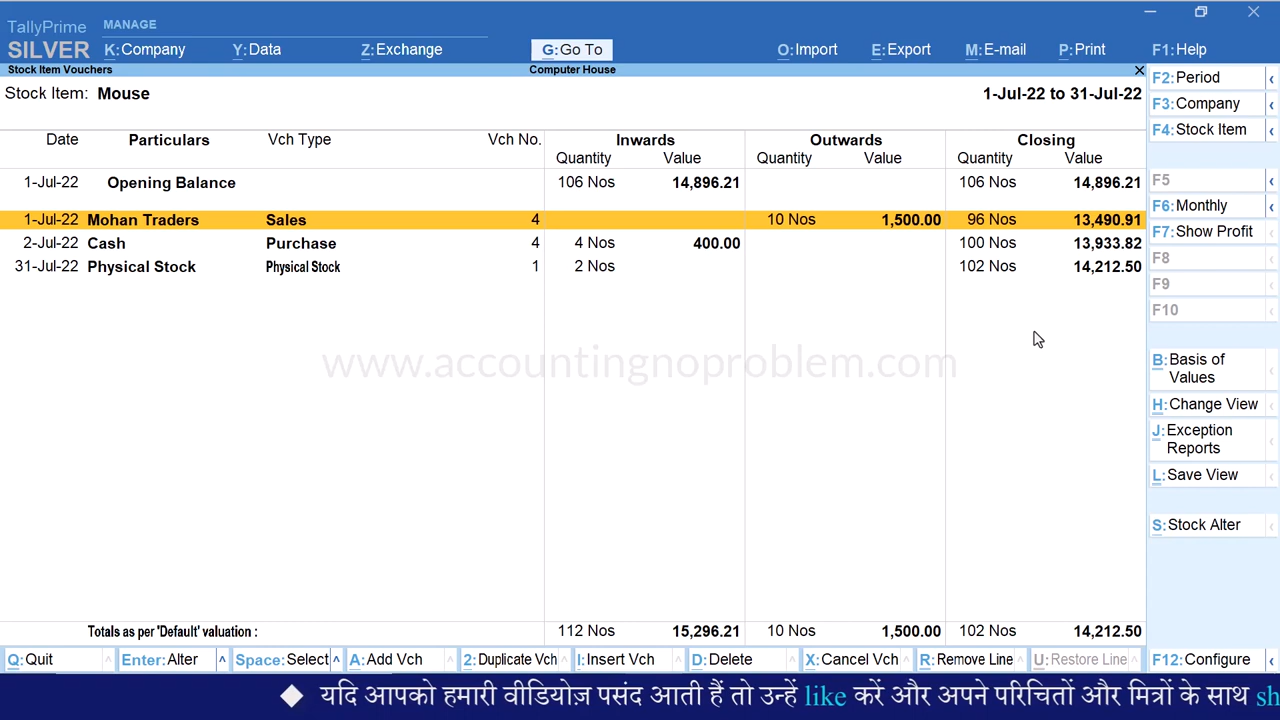 TallyPrime MANAGE
SILVER K:Company Y:Data Z:Exchange G:Go To O:Import E:Export M:E-mail P:Print F1:Help
Stock Item Vouchers Computer House
Stock Item: Mouse 1-Jul-22 to 31-Jul-22
Date Particulars Vch Type Vch No. Inwards Outwards Closing
Quantity Value Quantity Value Quantity Value
1-Jul-22 Opening Balance 106 Nos 14,896.21 106 Nos 14,896.21
1-Jul-22 Mohan Traders Sales 4 10 Nos 1,500.00 96 Nos 13,490.91
2-Jul-22 Cash Purchase 4 4 Nos 400.00 100 Nos 13,933.82
31-Jul-22 Physical Stock Physical Stock 1 2 Nos 102 Nos 14,212.50
www.accountingnoproblem.com
Totals as per 'Default' valuation : 112 Nos 15,296.21 10 Nos 1,500.00 102 Nos 14,212.50
F2:Period
F3:Company
F4:Stock Item
F5
F6:Monthly
F7:Show Profit
F8
F9
F10
B:Basis of
Values
H:Change View
J:Exception
Reports
L:Save View
S:Stock Alter
Q:Quit Enter:Alter Space:Select A:Add Vch 2:Duplicate Vch I:Insert Vch D:Delete X:Cancel Vch R:Remove Line U:Restore Line F12:Configure
यदि आपको हमारी वीडियोज़ पसंद आती हैं तो उन्हें like करें और अपने परिचितों और मित्रों के साथ sh